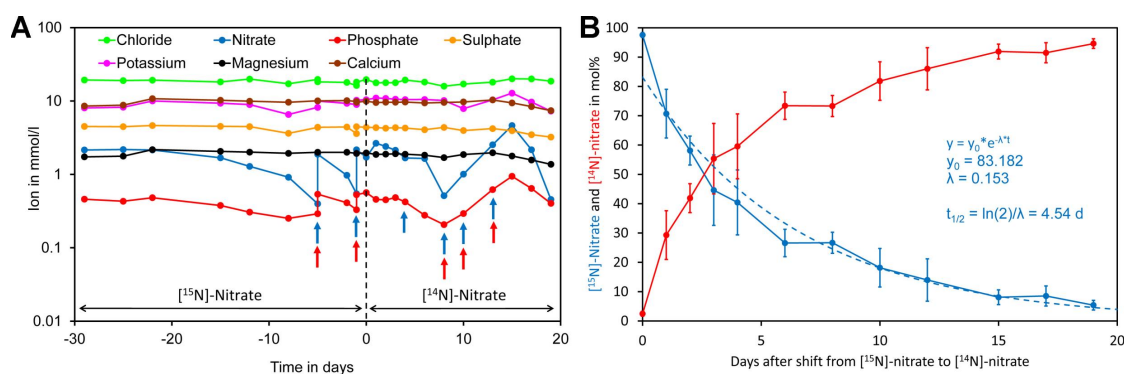 A
100
10
1
0.1
0.01
Ion in mmol/l
Chloride
Nitrate
Phosphate
Sulphate
Potassium
Magnesium
Calcium
[¹⁵N]-Nitrate
[¹⁴N]-Nitrate
-30 -20 -10 0 10 20
Time in days
B
100
90
80
70
60
50
40
30
20
10
0
[¹⁵N]-Nitrate and [¹⁴N]-nitrate in mol%
y = y₀*e⁻λ*ᵗ
y₀ = 83.182
λ = 0.153
t₁/₂ = ln(2)/λ = 4.54 d
0 5 10 15 20
Days after shift from [¹⁵N]-nitrate to [¹⁴N]-nitrate